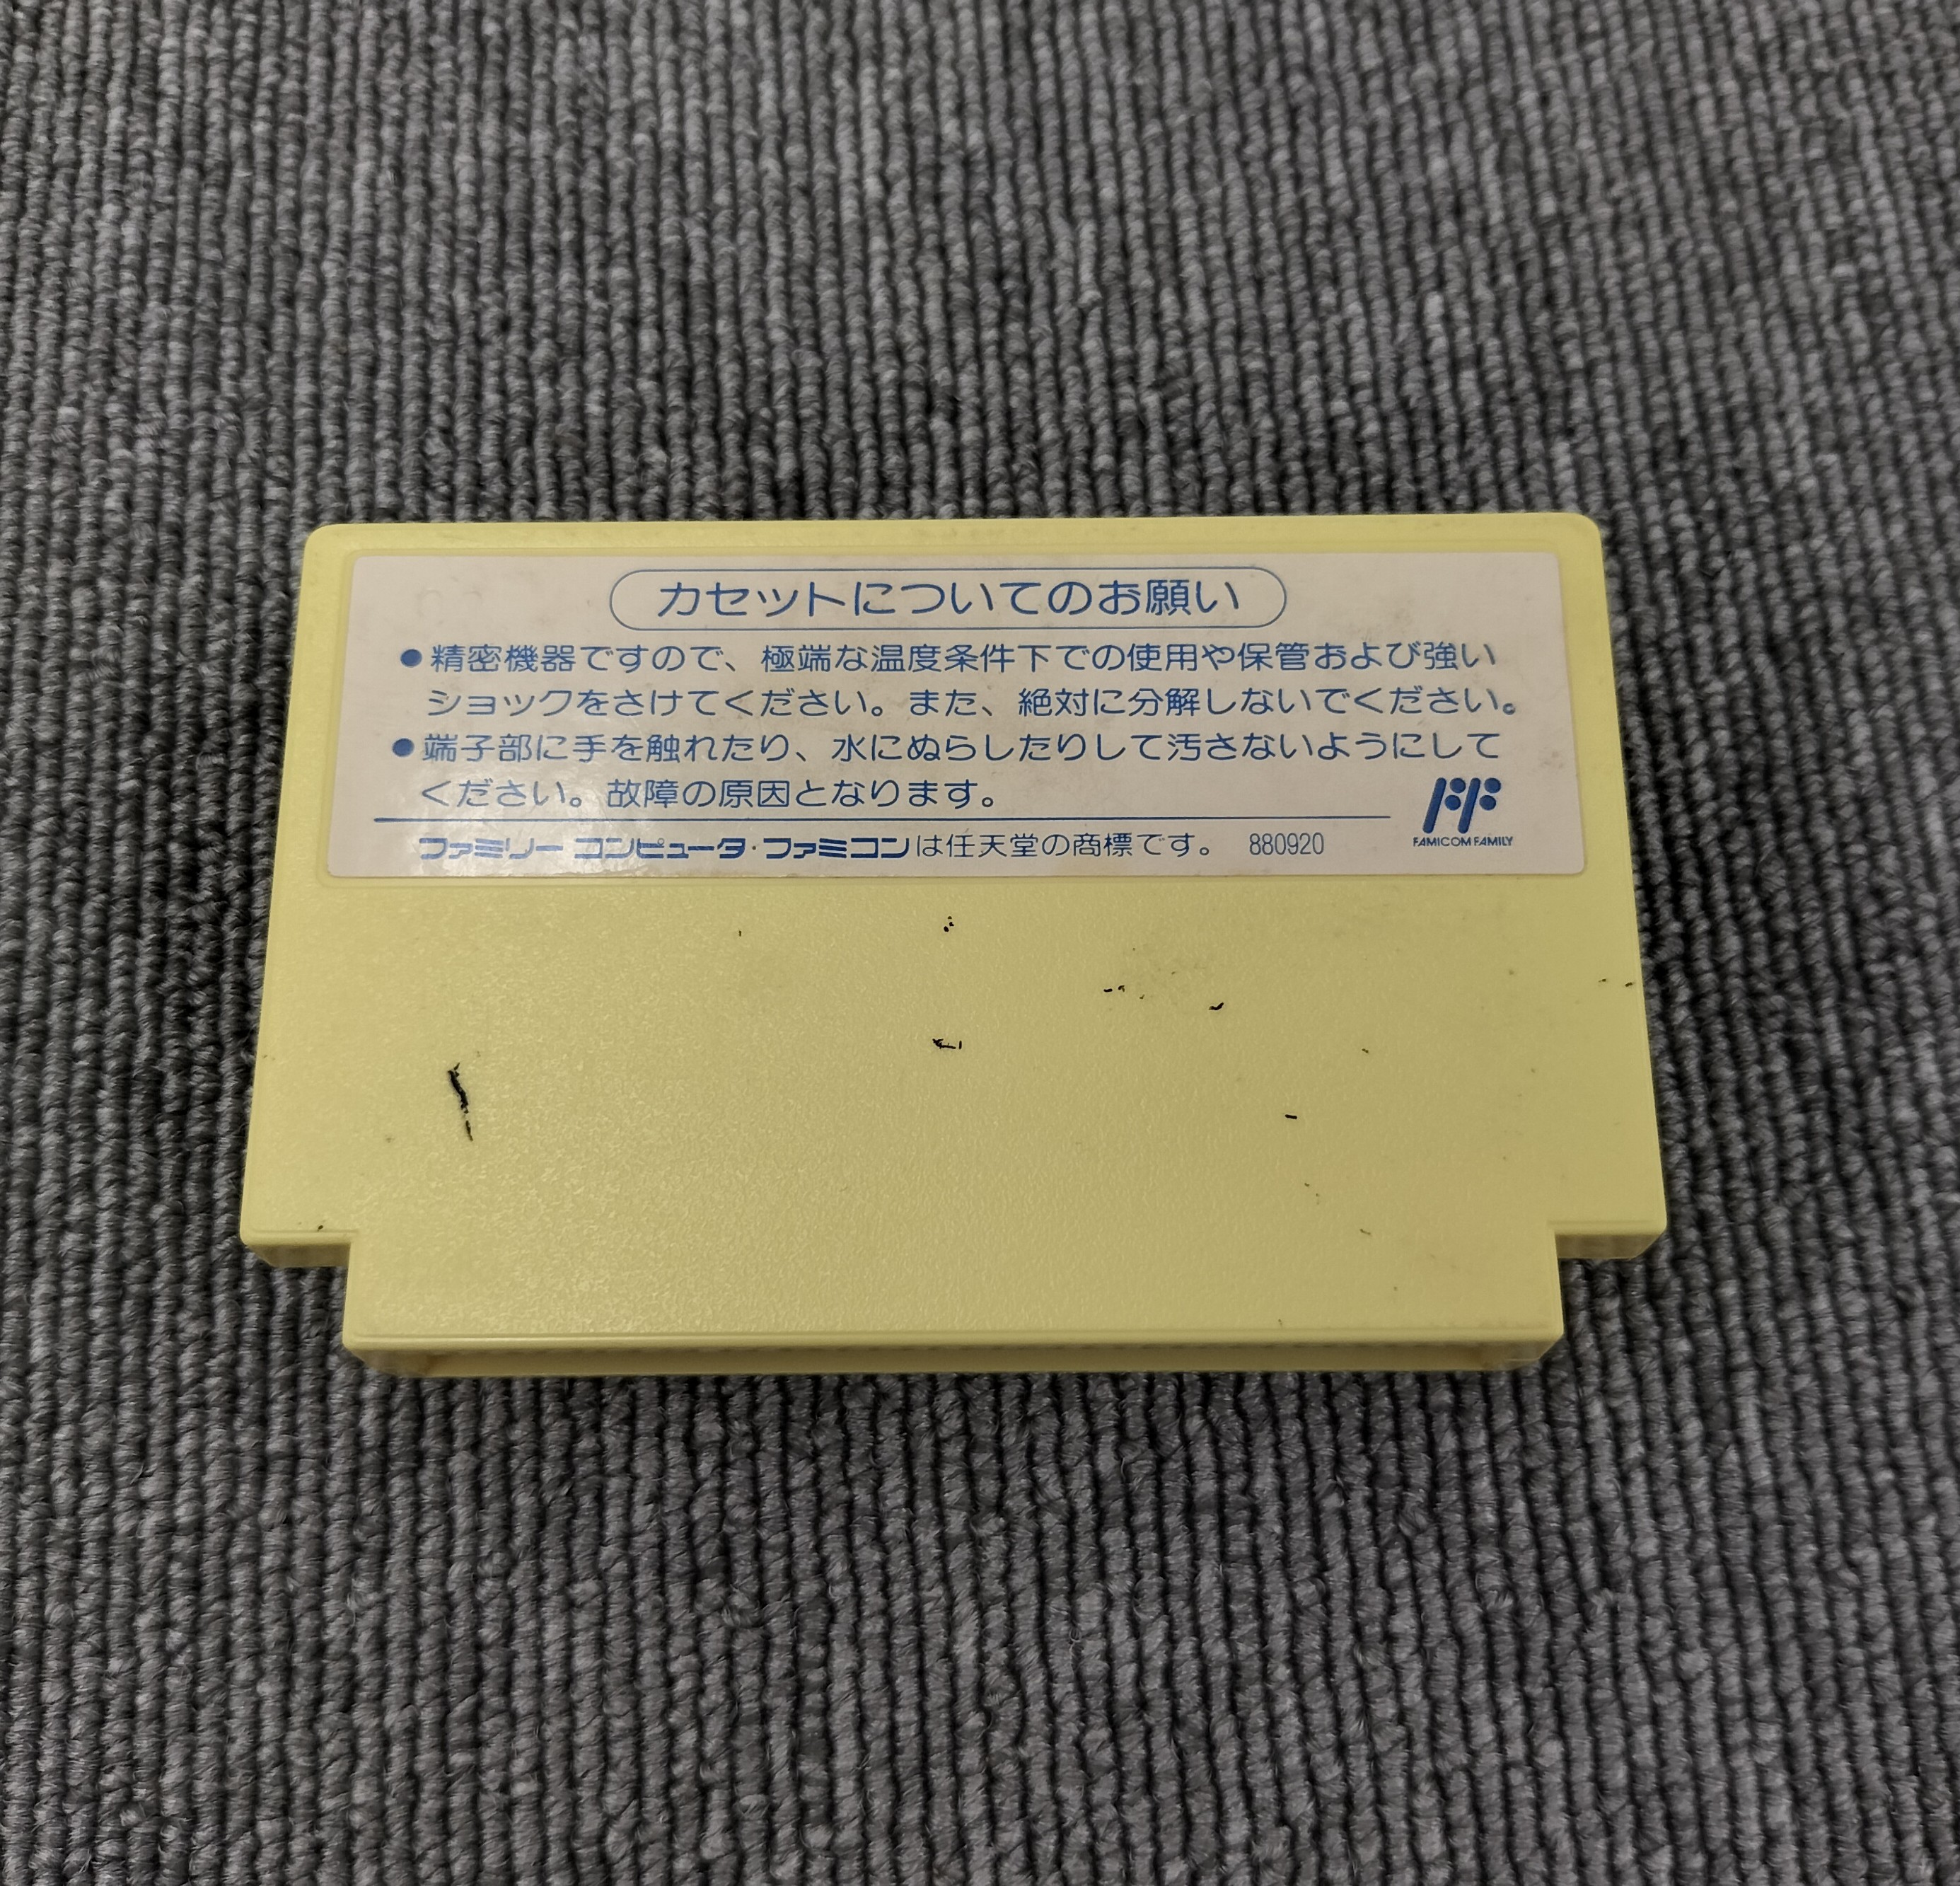 カセットについてのお願い
●精密機器ですので、極端な温度条件下での使用や保管および強い
ショックをさけてください。また、絶対に分解しないでください。
●端子部に手を触れたり、水にぬらしたりして汚さないようにして
ください。故障の原因となります。
ファミリー コンピュータ・ファミコンは任天堂の商標です。 880920
FF
FAMICOM FAMILY